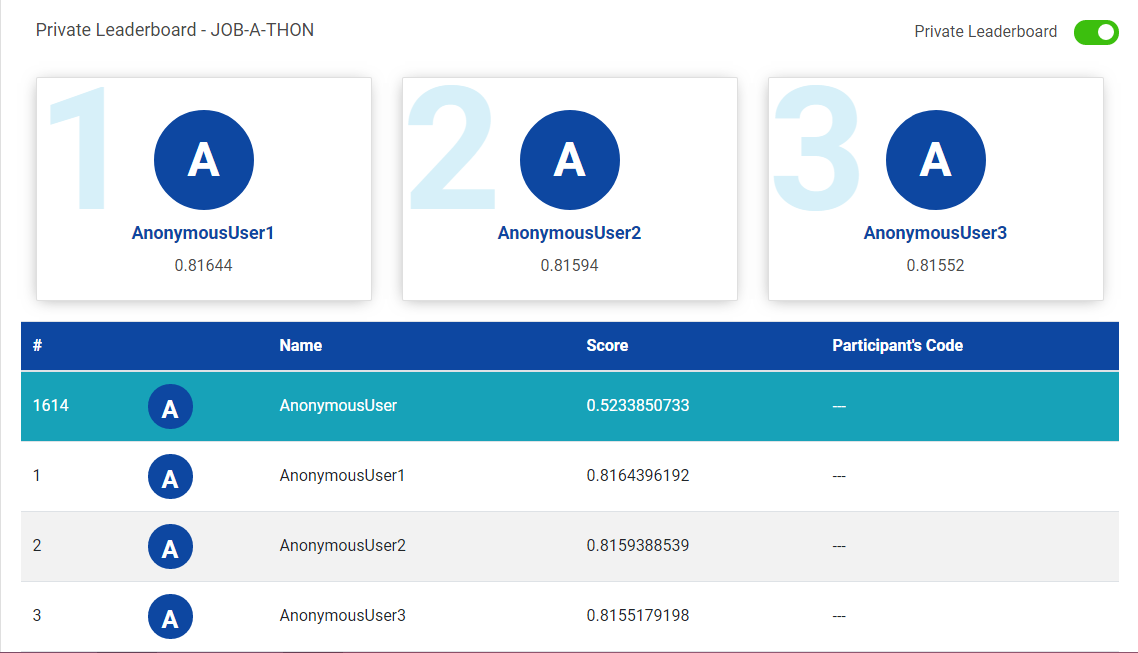 Private Leaderboard - JOB-A-THON
Private Leaderboard
1
A
AnonymousUser1
0.81644
2
A
AnonymousUser2
0.81594
3
A
AnonymousUser3
0.81552
# Name Score Participant's Code
1614 A AnonymousUser 0.5233850733 ---
1 A AnonymousUser1 0.8164396192 ---
2 A AnonymousUser2 0.8159388539 ---
3 A AnonymousUser3 0.8155179198 ---